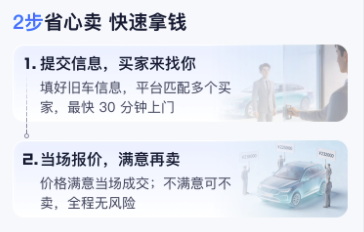 2步省心卖 快速拿钱
1. 提交信息，买家来找你
填好旧车信息，平台匹配多个买
家，最快 30 分钟上门
2. 当场报价，满意再卖
价格满意当场成交；不满意可不
卖，全程无风险